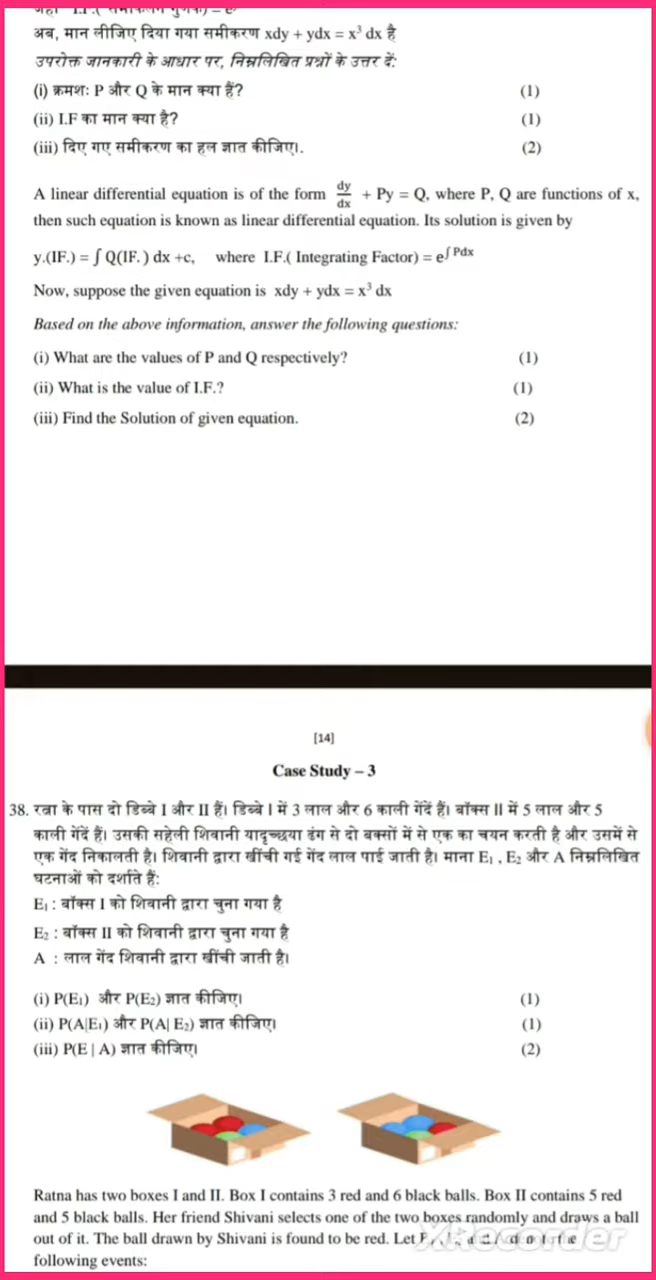 अब, मान लीजिए दिया गया समीकरण xdy + ydx = x³ dx है
उपरोक्त जानकारी के आधार पर, निम्नलिखित प्रश्नों के उत्तर दें:
(i) क्रमशः P और Q के मान क्या हैं? (1)
(ii) I.F का मान क्या है? (1)
(iii) दिए गए समीकरण का हल ज्ञात कीजिए। (2)
A linear differential equation is of the form dy/dx + Py = Q, where P, Q are functions of x,
then such equation is known as linear differential equation. Its solution is given by
y.(IF.) = ∫ Q(IF. ) dx +c, where I.F.( Integrating Factor) = e^∫ Pdx
Now, suppose the given equation is xdy + ydx = x³ dx
Based on the above information, answer the following questions:
(i) What are the values of P and Q respectively? (1)
(ii) What is the value of I.F.? (1)
(iii) Find the Solution of given equation. (2)
[14]
Case Study – 3
38. रत्ना के पास दो डिब्बे I और II हैं। डिब्बे I में 3 लाल और 6 काली गेंदें हैं। बॉक्स II में 5 लाल और 5
काली गेंदें हैं। उसकी सहेली शिवानी यादृच्छया ढंग से दो बक्सों में से एक का चयन करती है और उसमें से
एक गेंद निकालती है। शिवानी द्वारा खींची गई गेंद लाल पाई जाती है। माना E₁ , E₂ और A निम्नलिखित
घटनाओं को दर्शाते हैं:
E₁ : बॉक्स I को शिवानी द्वारा चुना गया है
E₂ : बॉक्स II को शिवानी द्वारा चुना गया है
A : लाल गेंद शिवानी द्वारा खींची जाती है।
(i) P(E₁) और P(E₂) ज्ञात कीजिए। (1)
(ii) P(A|E₁) और P(A| E₂) ज्ञात कीजिए। (1)
(iii) P(E | A) ज्ञात कीजिए। (2)
Ratna has two boxes I and II. Box I contains 3 red and 6 black balls. Box II contains 5 red
and 5 black balls. Her friend Shivani selects one of the two boxes randomly and draws a ball
out of it. The ball drawn by Shivani is found to be red. Let
following events:
XRecorder